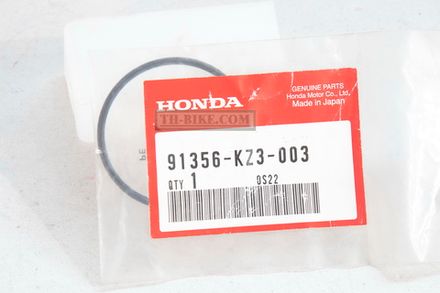 GENUINE PARTS
Honda Motor Co., Ltd.
Made in Japan
HONDA
TH-BIKE.COM
91356-KZ3-003
QTY 1 0S22